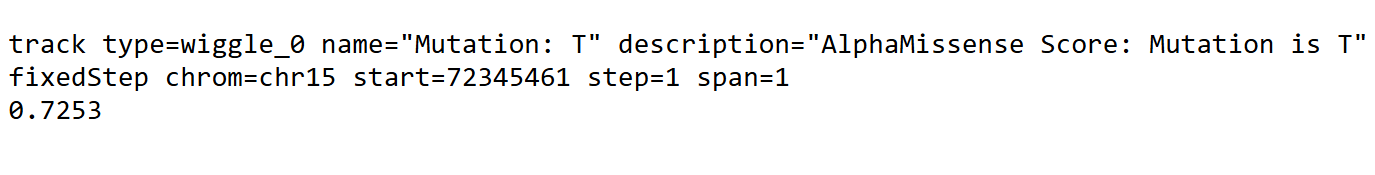 track type=wiggle_0 name="Mutation: T" description="AlphaMissense Score: Mutation is T"
fixedStep chrom=chr15 start=72345461 step=1 span=1
0.7253